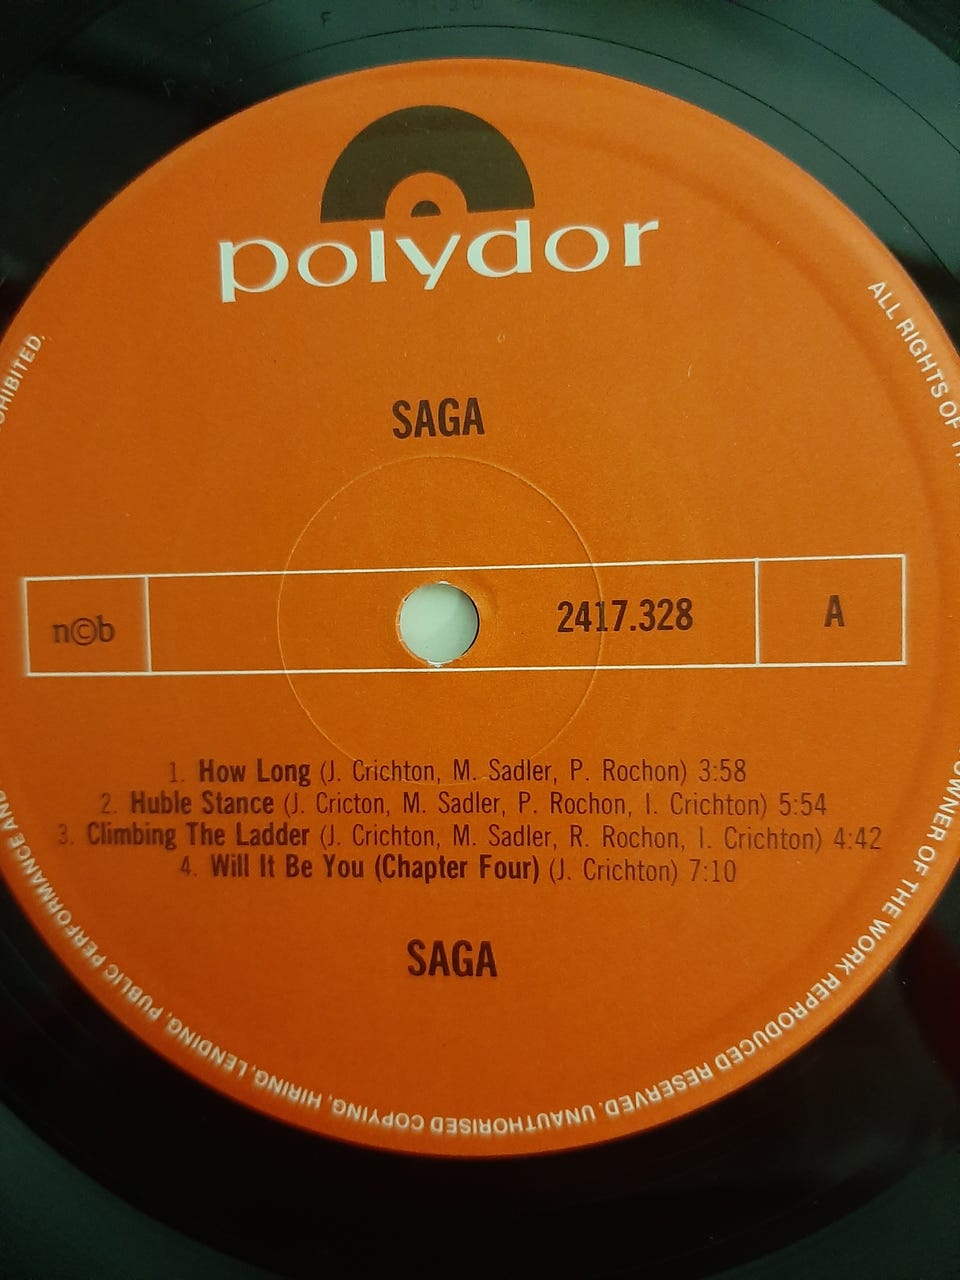 polydor
SAGA
n©b
2417.328
A
1. How Long (J. Crichton, M. Sadler, P. Rochon) 3:58
2. Huble Stance (J. Cricton, M. Sadler, P. Rochon, I. Crichton) 5:54
3. Climbing The Ladder (J. Crichton, M. Sadler, R. Rochon, I. Crichton) 4:42
4. Will It Be You (Chapter Four) (J. Crichton) 7:10
SAGA
ALL RIGHTS OF
OWNER OF THE WORK REPRODUCED RESERVED. UNAUTHORISED COPYING, HIRING, LENDING, PUBLIC PERFORMANCE AND